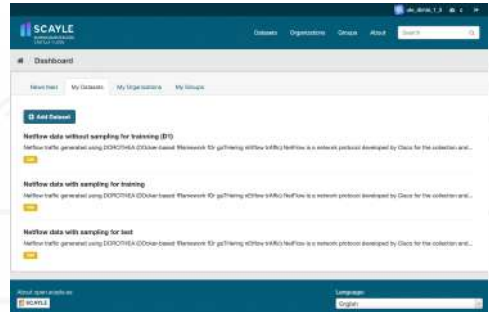 SCAYLE
Datasets Organizations Groups About Search
Dashboard
News feed My Datasets My Organizations My Groups
Add Dataset
Netflow data without sampling for trainning (D1)
Netflow traffic generated using DOROTHEA (DOcker-based fRamework fOr gaTHering nEtflow trAffic) NetFlow is a network protocol developed by Cisco for the collection and...
Netflow data with sampling for training
Netflow traffic generated using DOROTHEA (DOcker-based fRamework fOr gaTHering nEtflow trAffic) NetFlow is a network protocol developed by Cisco for the collection and...
Netflow data with sampling for test
Netflow traffic generated using DOROTHEA (DOcker-based fRamework fOr gaTHering nEtflow trAffic) NetFlow is a network protocol developed by Cisco for the collection and...
About open.scayle.es
Language
SCAYLE
English